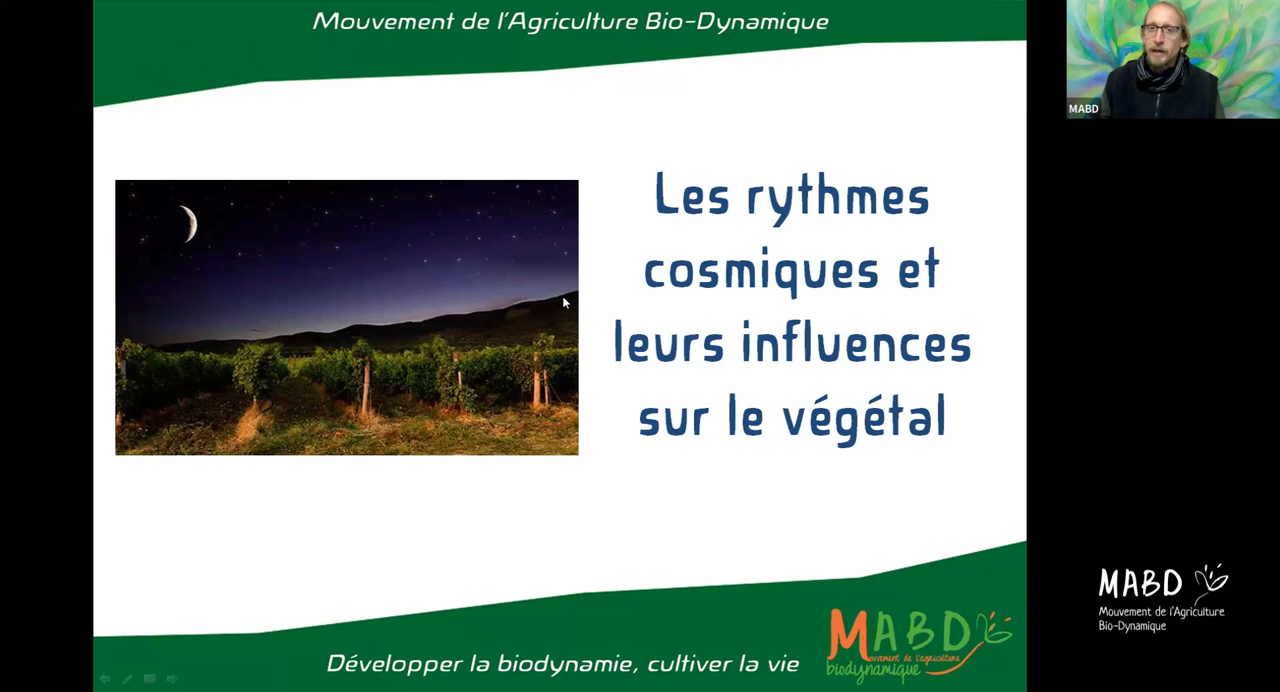 Mouvement de l'Agriculture Bio-Dynamique
MABD
Les rythmes
cosmiques et
leurs influences
sur le végétal
MABD
Mouvement de l'Agriculture
Bio-Dynamique
Développer la biodynamie, cultiver la vie
MABD
Mouvement de l'agriculture
biodynamique